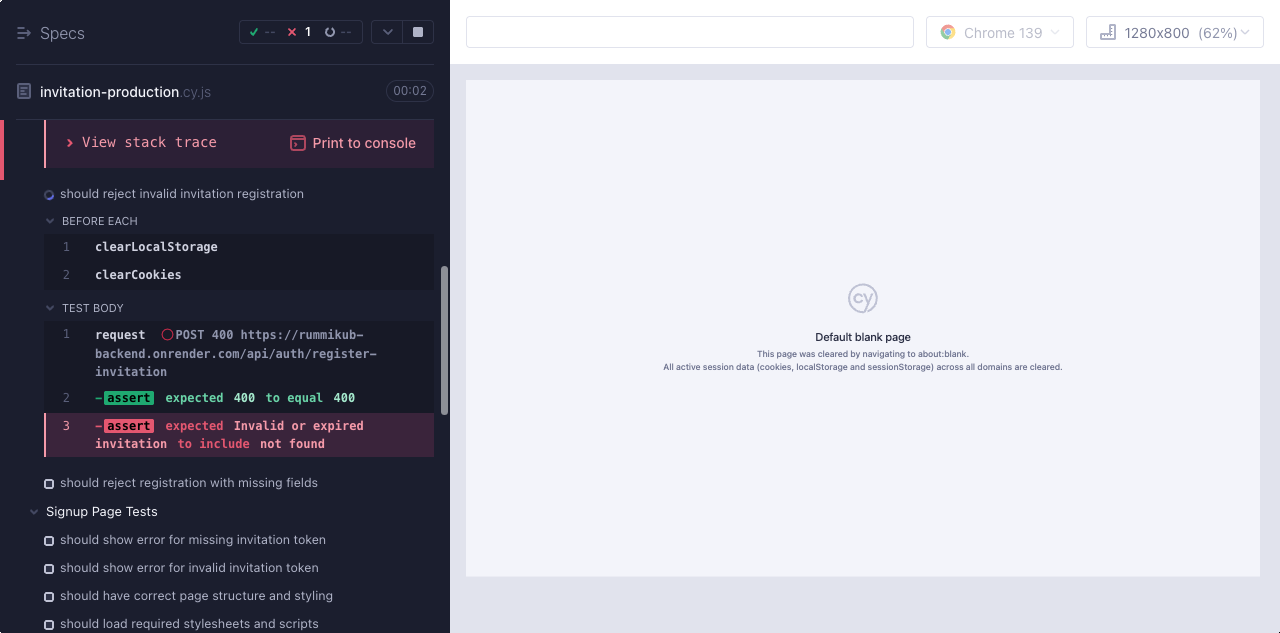 Specs
-- 1 --
invitation-production.cy.js 00:02
View stack trace Print to console
should reject invalid invitation registration
BEFORE EACH
1 clearLocalStorage
2 clearCookies
TEST BODY
1 request POST 400 https://rummikub-
backend.onrender.com/api/auth/register-
invitation
2 -assert expected 400 to equal 400
3 -assert expected Invalid or expired
invitation to include not found
should reject registration with missing fields
Signup Page Tests
should show error for missing invitation token
should show error for invalid invitation token
should have correct page structure and styling
should load required stylesheets and scripts
Chrome 139 1280x800 (62%)
cy
Default blank page
This page was cleared by navigating to about:blank.
All active session data (cookies, localStorage and sessionStorage) across all domains are cleared.